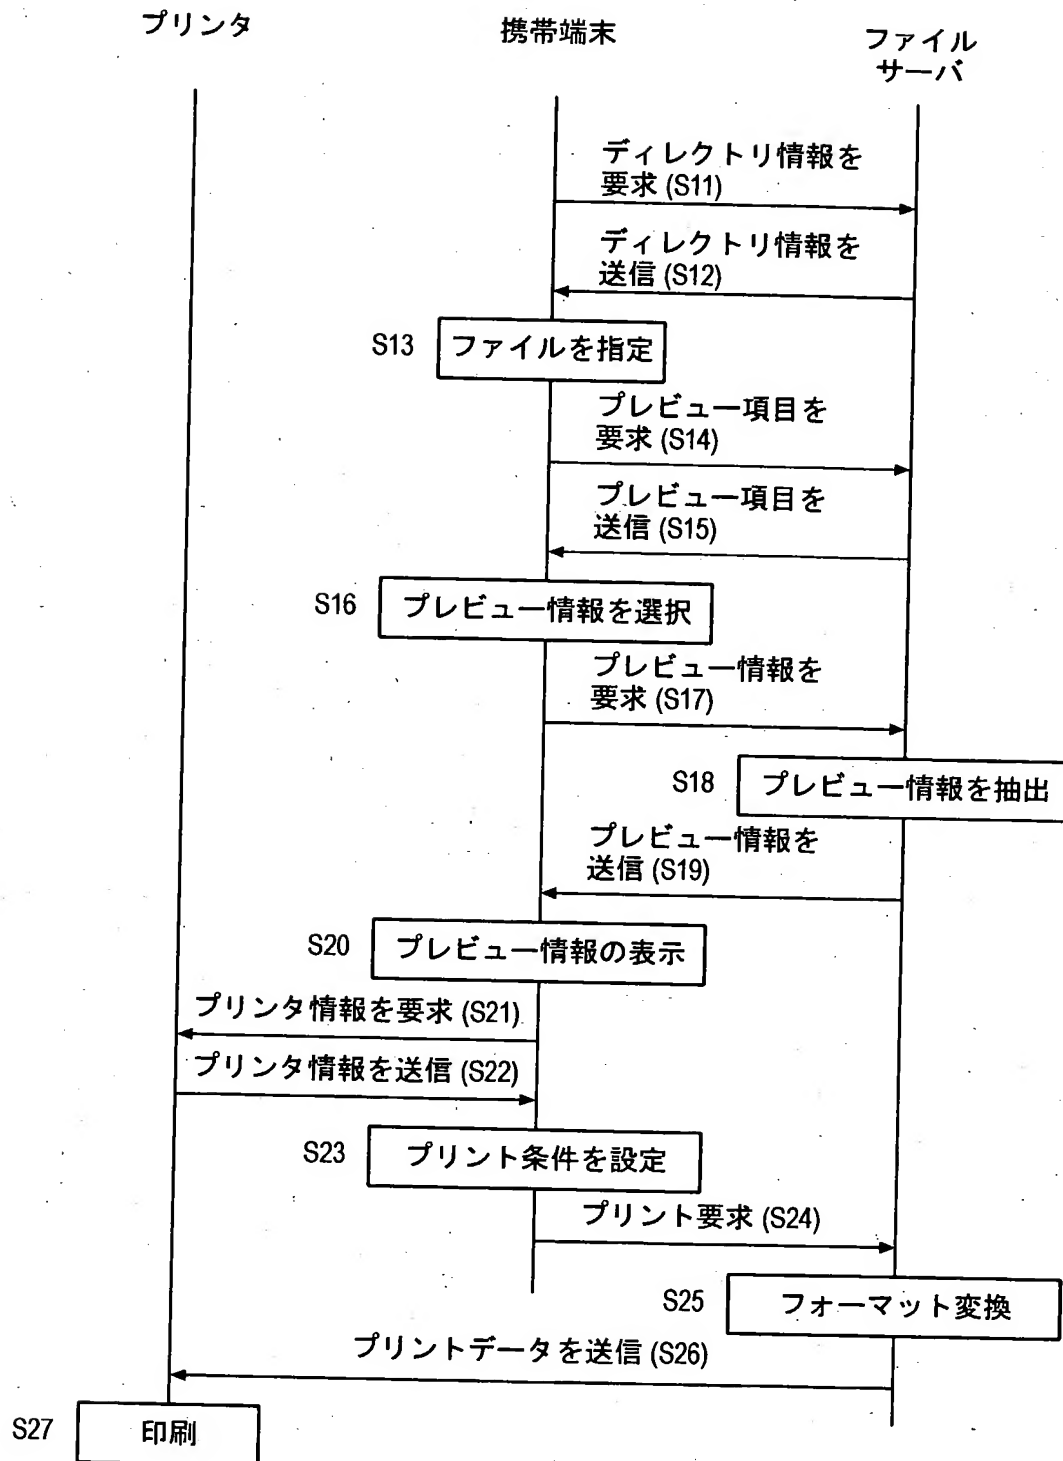 プリンタ
携帯端末
ファイル
サーバ
ディレクトリ情報を
要求 (S11)
ディレクトリ情報を
送信 (S12)
S13
ファイルを指定
プレビュー項目を
要求 (S14)
プレビュー項目を
送信 (S15)
S16
プレビュー情報を選択
プレビュー情報を
要求 (S17)
S18
プレビュー情報を抽出
プレビュー情報を
送信 (S19)
S20
プレビュー情報の表示
プリンタ情報を要求 (S21)
プリンタ情報を送信 (S22)
S23
プリント条件を設定
プリント要求 (S24)
S25
フォーマット変換
プリントデータを送信 (S26)
S27
印刷